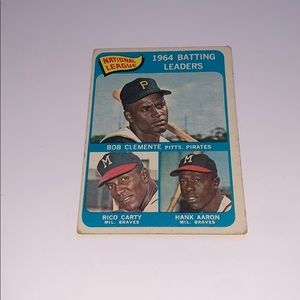 NATIONAL LEAGUE
1964 BATTING
LEADERS
P
BOB CLEMENTE PITTS. PIRATES
M
M
RICO CARTY
MIL. BRAVES
HANK AARON
MIL. BRAVES